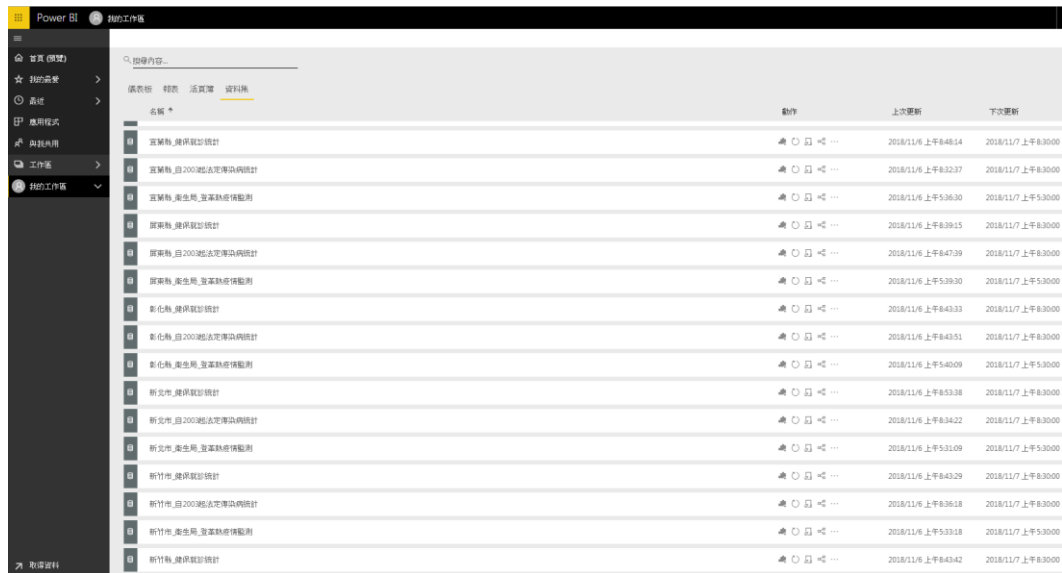 Power BI 我的工作區
首頁 (預覽)
我的最愛
最近
應用程式
與我共用
工作區
我的工作區
取得資料
搜尋內容...
儀表板 報表 活頁簿 資料集
名稱 動作 上次更新 下次更新
宜蘭縣_健保就診統計 2018/11/6 上午8:48:14 2018/11/7 上午8:30:00
宜蘭縣_自2003起法定傳染病統計 2018/11/6 上午8:32:37 2018/11/7 上午8:30:00
宜蘭縣_衛生局_登革熱疫情監測 2018/11/6 上午5:36:30 2018/11/7 上午5:30:00
屏東縣_健保就診統計 2018/11/6 上午8:39:15 2018/11/7 上午8:30:00
屏東縣_自2003起法定傳染病統計 2018/11/6 上午8:47:39 2018/11/7 上午8:30:00
屏東縣_衛生局_登革熱疫情監測 2018/11/6 上午5:39:30 2018/11/7 上午5:30:00
彰化縣_健保就診統計 2018/11/6 上午8:43:33 2018/11/7 上午8:30:00
彰化縣_自2003起法定傳染病統計 2018/11/6 上午8:43:51 2018/11/7 上午8:30:00
彰化縣_衛生局_登革熱疫情監測 2018/11/6 上午5:40:09 2018/11/7 上午5:30:00
新北市_健保就診統計 2018/11/6 上午8:53:38 2018/11/7 上午8:30:00
新北市_自2003起法定傳染病統計 2018/11/6 上午8:34:22 2018/11/7 上午8:30:00
新北市_衛生局_登革熱疫情監測 2018/11/6 上午5:31:09 2018/11/7 上午5:30:00
新竹市_健保就診統計 2018/11/6 上午8:43:29 2018/11/7 上午8:30:00
新竹市_自2003起法定傳染病統計 2018/11/6 上午8:36:18 2018/11/7 上午8:30:00
新竹市_衛生局_登革熱疫情監測 2018/11/6 上午5:33:18 2018/11/7 上午5:30:00
新竹縣_健保就診統計 2018/11/6 上午8:43:42 2018/11/7 上午8:30:00